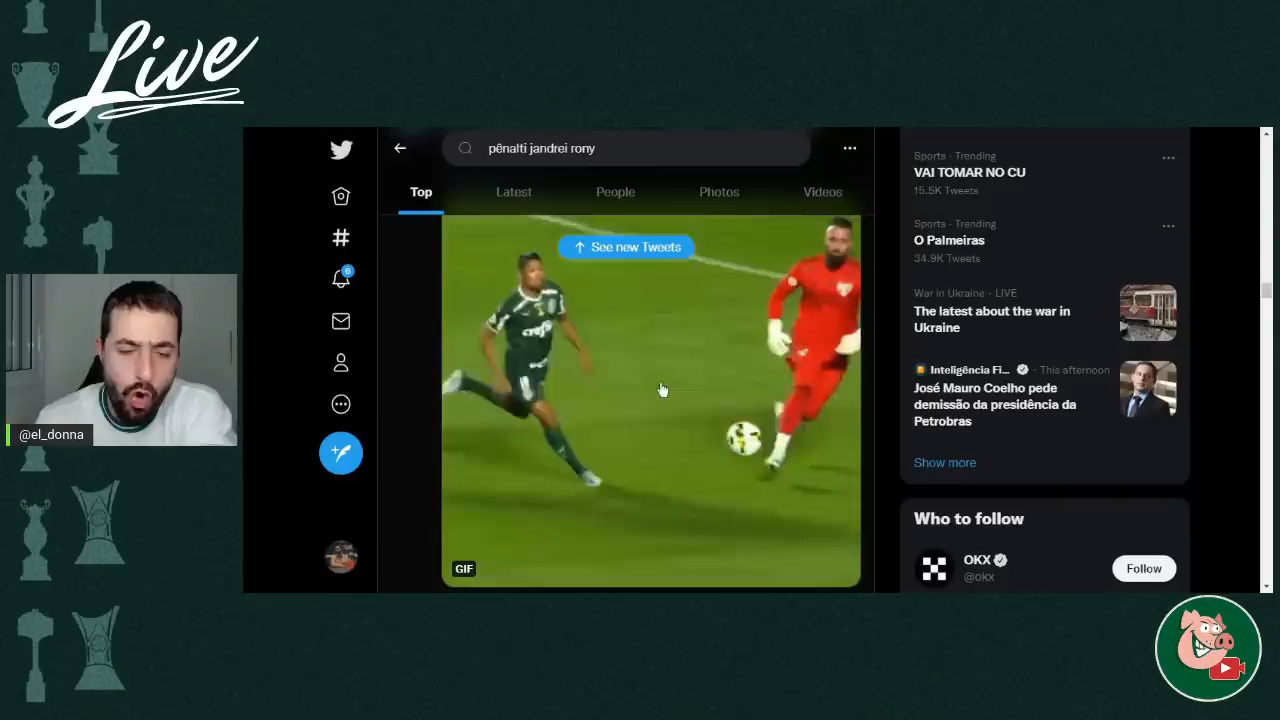 Live
pênalti jandrei rony
Top
Latest
People
Photos
Videos
See new Tweets
GIF
@el_donna
6
Sports · Trending
VAI TOMAR NO CU
15.5K Tweets
Sports · Trending
O Palmeiras
34.9K Tweets
War in Ukraine · LIVE
The latest about the war in
Ukraine
Inteligência Fi... · This afternoon
José Mauro Coelho pede
demissão da presidência da
Petrobras
Show more
Who to follow
OKX
@okx
Follow